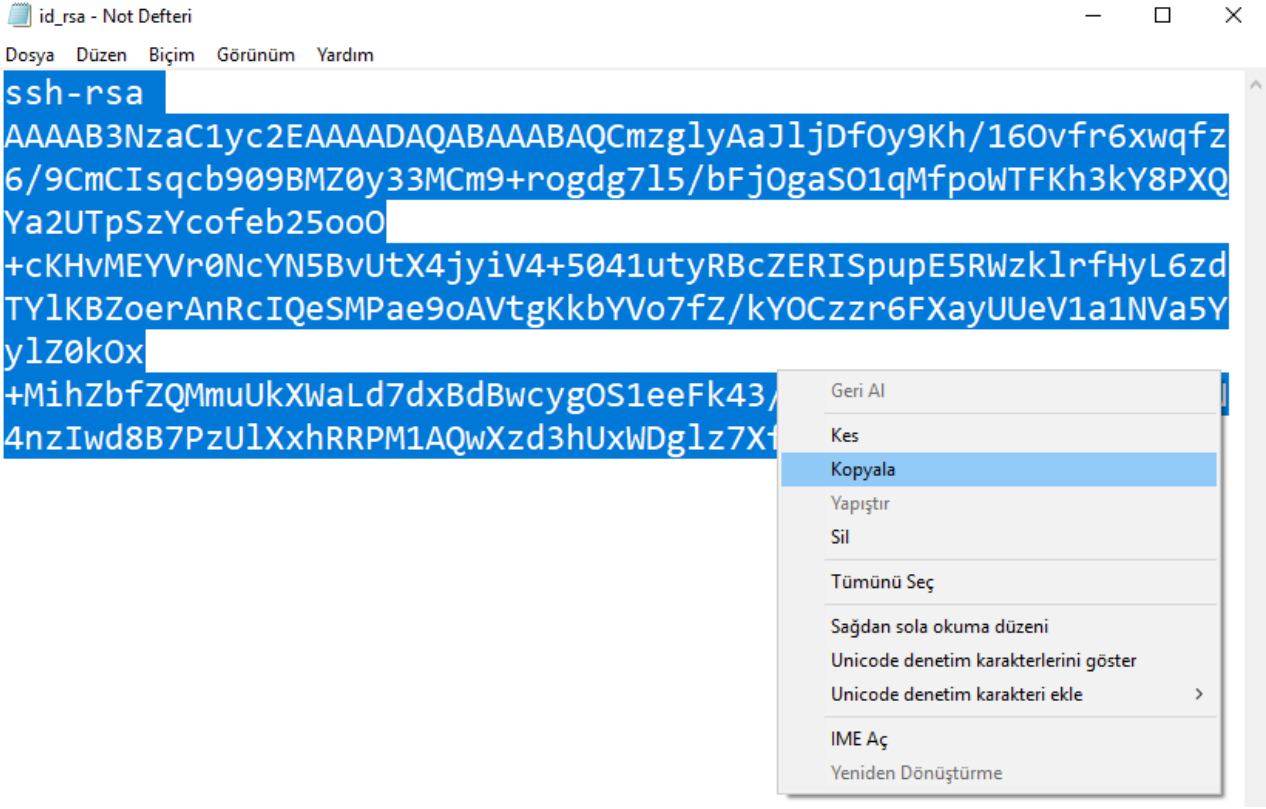 id_rsa - Not Defteri
Dosya Düzen Biçim Görünüm Yardım
ssh-rsa
AAAAB3NzaC1yc2EAAAADAQABAAABAQCmzglyAaJljDfOy9Kh/16Ovfr6xwqfz
6/9CmCIsqcb909BMZ0y33MCm9+rogdg7l5/bFjOgaSO1qMfpoWTFKh3kY8PXQ
Ya2UTpSzYcofeb25ooO
+cKHvMEYVr0NcYN5BvUtX4jyiV4+5041utyRBcZERISpupE5RWzklrfHyL6zd
TYlKBZoerAnRcIQeSMPae9oAVtgKkbYVo7fZ/kYOCzzr6FXayUUeV1a1NVa5Y
ylZ0kOx
+MihZbfZQMmuUkXWaLd7dxBdBwcygOS1eeFk43/
4nzIwd8B7PzUlXxhRRPM1AQwXzd3hUxWDglz7X
Geri Al
Kes
Kopyala
Yapıştır
Sil
Tümünü Seç
Sağdan sola okuma düzeni
Unicode denetim karakterlerini göster
Unicode denetim karakteri ekle
IME Aç
Yeniden Dönüştürme